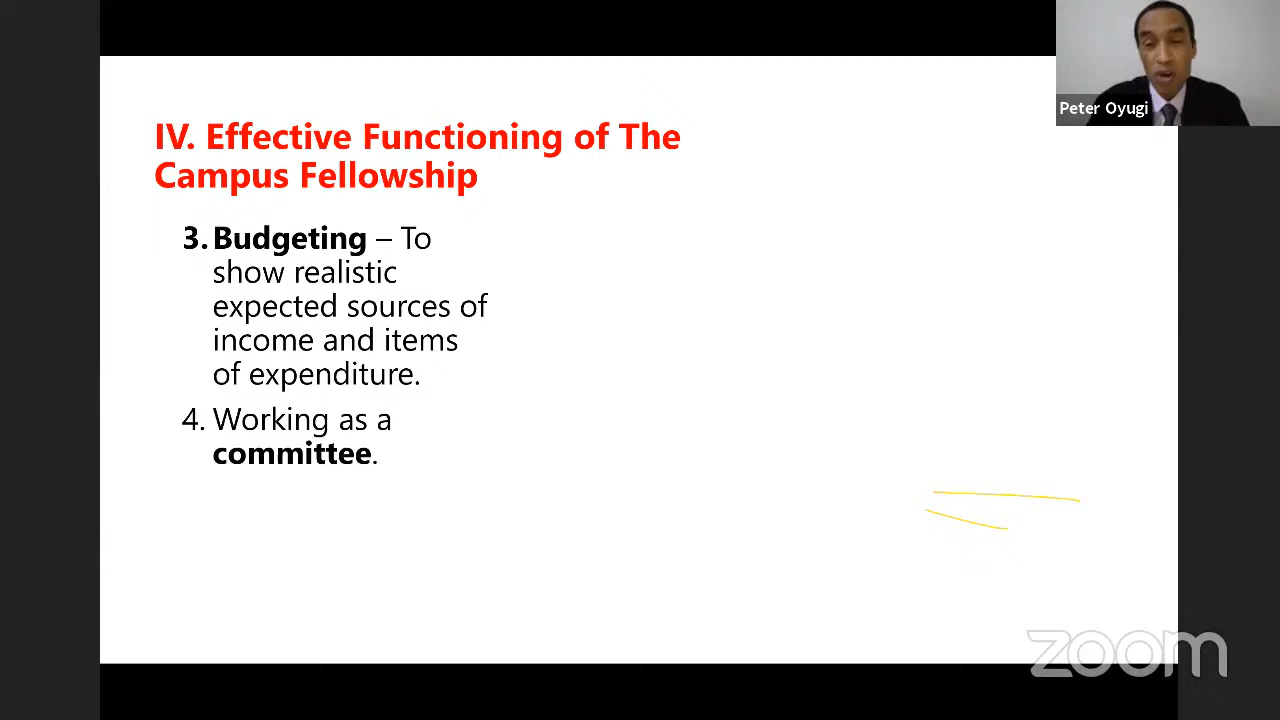 Peter Oyugi
IV. Effective Functioning of The
Campus Fellowship
3. Budgeting – To
show realistic
expected sources of
income and items
of expenditure.
4. Working as a
committee.
zoom